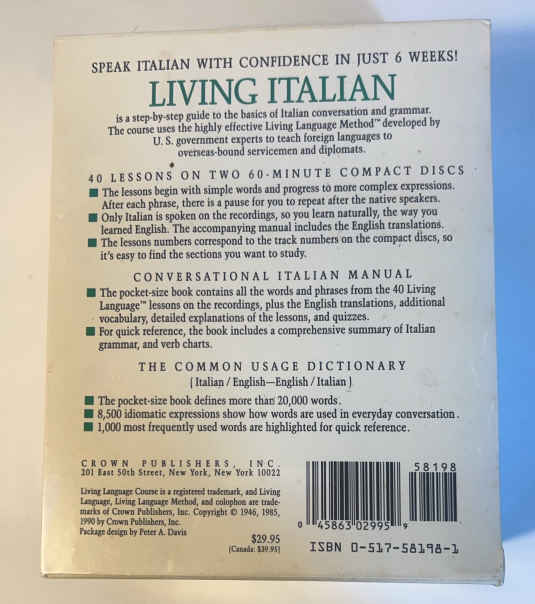 SPEAK ITALIAN WITH CONFIDENCE IN JUST 6 WEEKS!
LIVING ITALIAN
is a step-by-step guide to the basics of Italian conversation and grammar.
The course uses the highly effective Living Language Method™ developed by
U. S. government experts to teach foreign languages to
overseas-bound servicemen and diplomats.
40 LESSONS ON TWO 60-MINUTE COMPACT DISCS
■ The lessons begin with simple words and progress to more complex expressions.
After each phrase, there is a pause for you to repeat after the native speakers.
■ Only Italian is spoken on the recordings, so you learn naturally, the way you
learned English. The accompanying manual includes the English translations.
■ The lessons numbers correspond to the track numbers on the compact discs, so
it's easy to find the sections you want to study.
CONVERSATIONAL ITALIAN MANUAL
■ The pocket-size book contains all the words and phrases from the 40 Living
Language™ lessons on the recordings, plus the English translations, additional
vocabulary, detailed explanations of the lessons, and quizzes.
■ For quick reference, the book includes a comprehensive summary of Italian
grammar, and verb charts.
THE COMMON USAGE DICTIONARY
(Italian / English—English / Italian)
■ The pocket-size book defines more than 20,000 words.
■ 8,500 idiomatic expressions show how words are used in everyday conversation.
■ 1,000 most frequently used words are highlighted for quick reference.
CROWN PUBLISHERS, INC.
201 East 50th Street, New York, New York 10022
Living Language Course is a registered trademark, and Living
Language, Living Language Method, and colophon are trade-
marks of Crown Publishers, Inc. Copyright © 1946, 1985,
1990 by Crown Publishers, Inc.
Package design by Peter A. Davis
$29.95
(Canada: $39.95)
58198
0 45863 02995 9
ISBN 0-517-58198-1